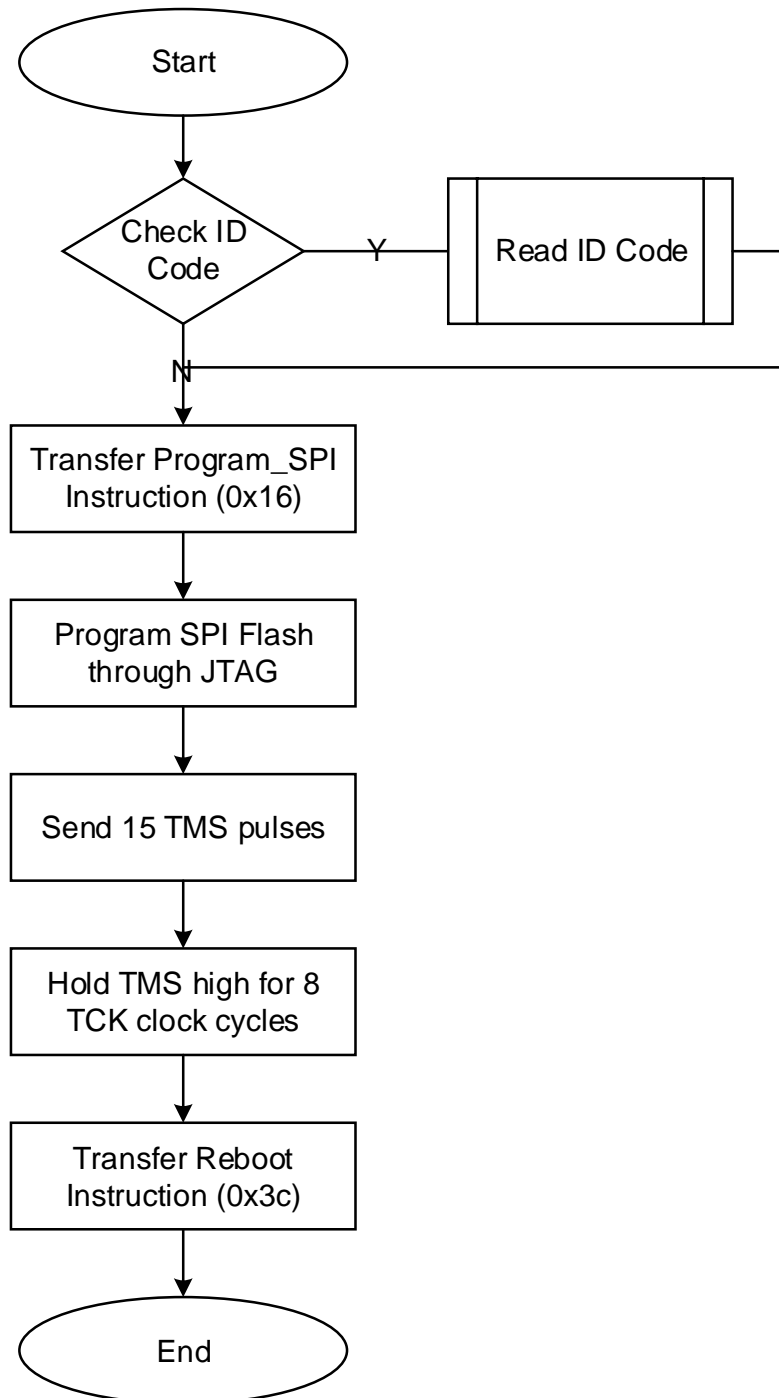 Start
Check ID
Code
Y
Read ID Code
N
Transfer Program_SPI
Instruction (0x16)
Program SPI Flash
through JTAG
Send 15 TMS pulses
Hold TMS high for 8
TCK clock cycles
Transfer Reboot
Instruction (0x3c)
End